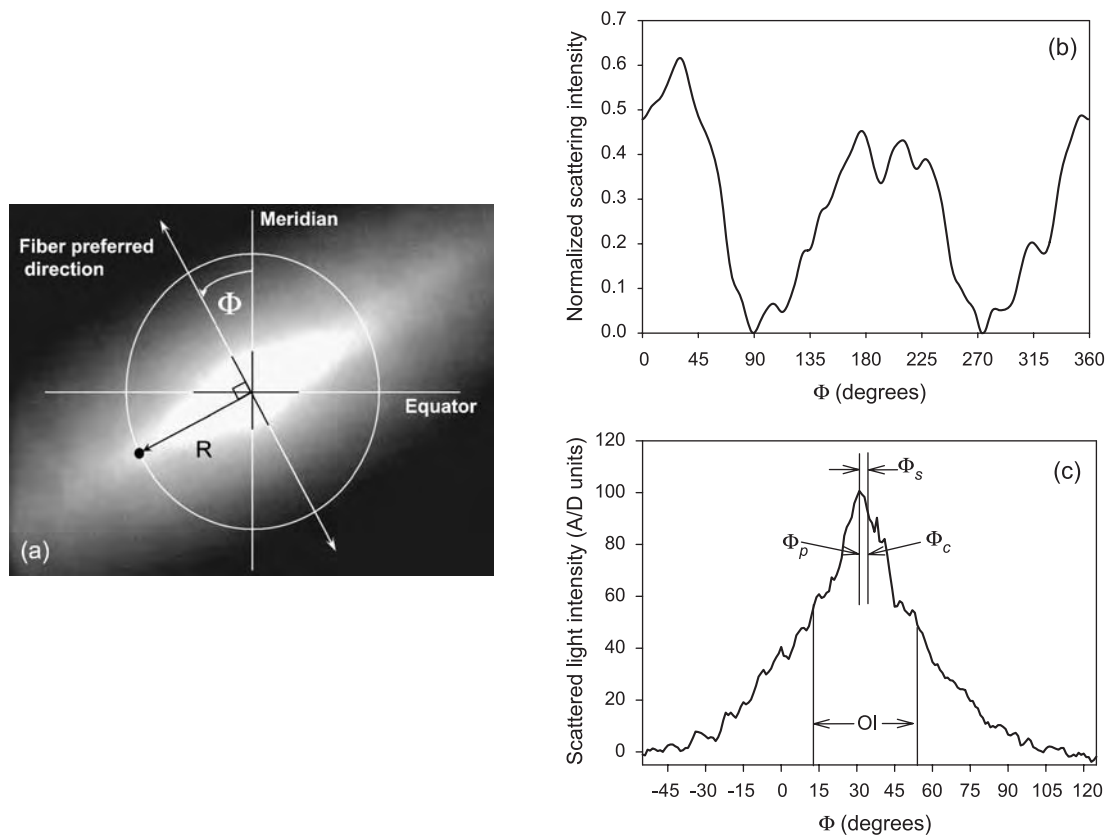 Meridian
Fiber preferred
direction
Φ
Equator
R
(a)
(b)
Normalized scattering intensity
0.7
0.6
0.5
0.4
0.3
0.2
0.1
0.0
0 45 90 135 180 225 270 315 360
Φ (degrees)
(c)
Scattered light intensity (A/D units)
120
100
80
60
40
20
0
Φs
Φp Φc
OI
-45 -30 -15 0 15 30 45 60 75 90 105 120
Φ (degrees)